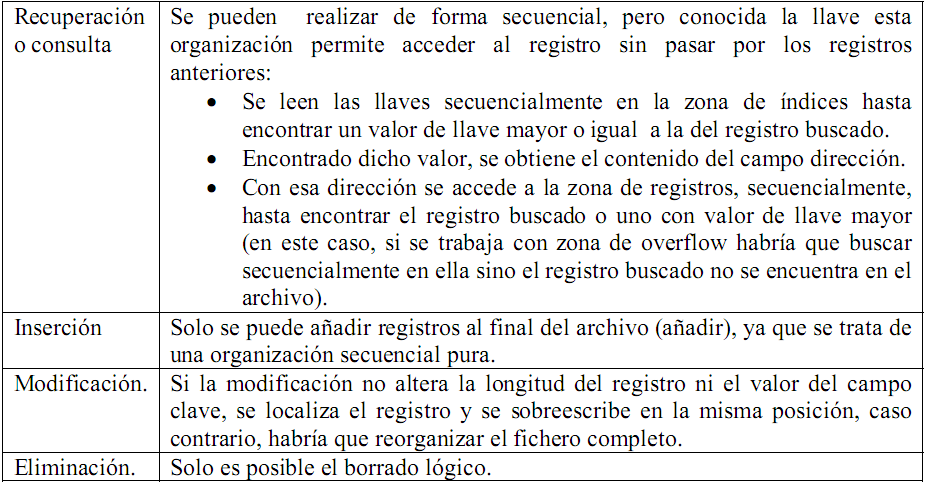 Recuperación Se pueden realizar de forma secuencial, pero conocida la llave esta
o consulta organización permite acceder al registro sin pasar por los registros
anteriores:
• Se leen las llaves secuencialmente en la zona de índices hasta
encontrar un valor de llave mayor o igual a la del registro buscado.
• Encontrado dicho valor, se obtiene el contenido del campo dirección.
• Con esa dirección se accede a la zona de registros, secuencialmente,
hasta encontrar el registro buscado o uno con valor de llave mayor
(en este caso, si se trabaja con zona de overflow habría que buscar
secuencialmente en ella sino el registro buscado no se encuentra en el
archivo).
Inserción Solo se puede añadir registros al final del archivo (añadir), ya que se trata de
una organización secuencial pura.
Modificación. Si la modificación no altera la longitud del registro ni el valor del campo
clave, se localiza el registro y se sobreescribe en la misma posición, caso
contrario, habría que reorganizar el fichero completo.
Eliminación. Solo es posible el borrado lógico.